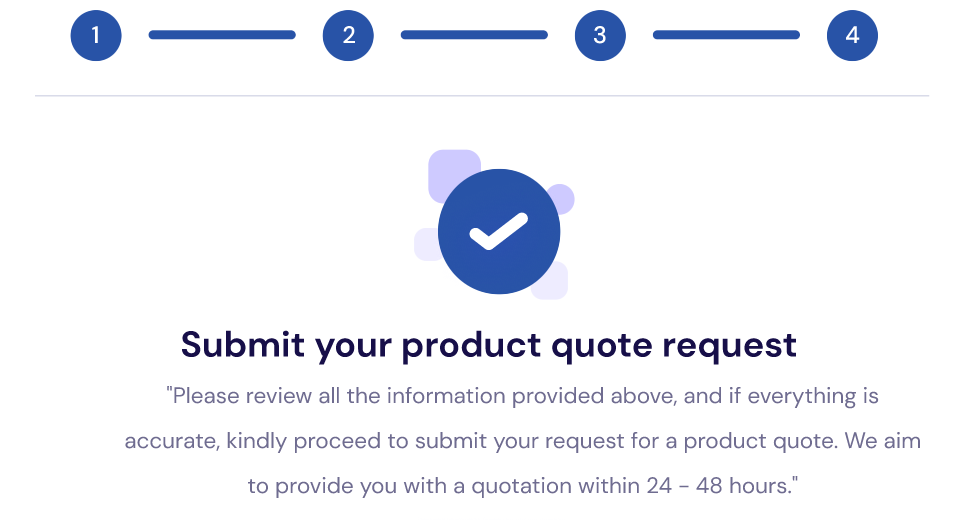 1 2 3 4
Submit your product quote request
"Please review all the information provided above, and if everything is
accurate, kindly proceed to submit your request for a product quote. We aim
to provide you with a quotation within 24 - 48 hours."